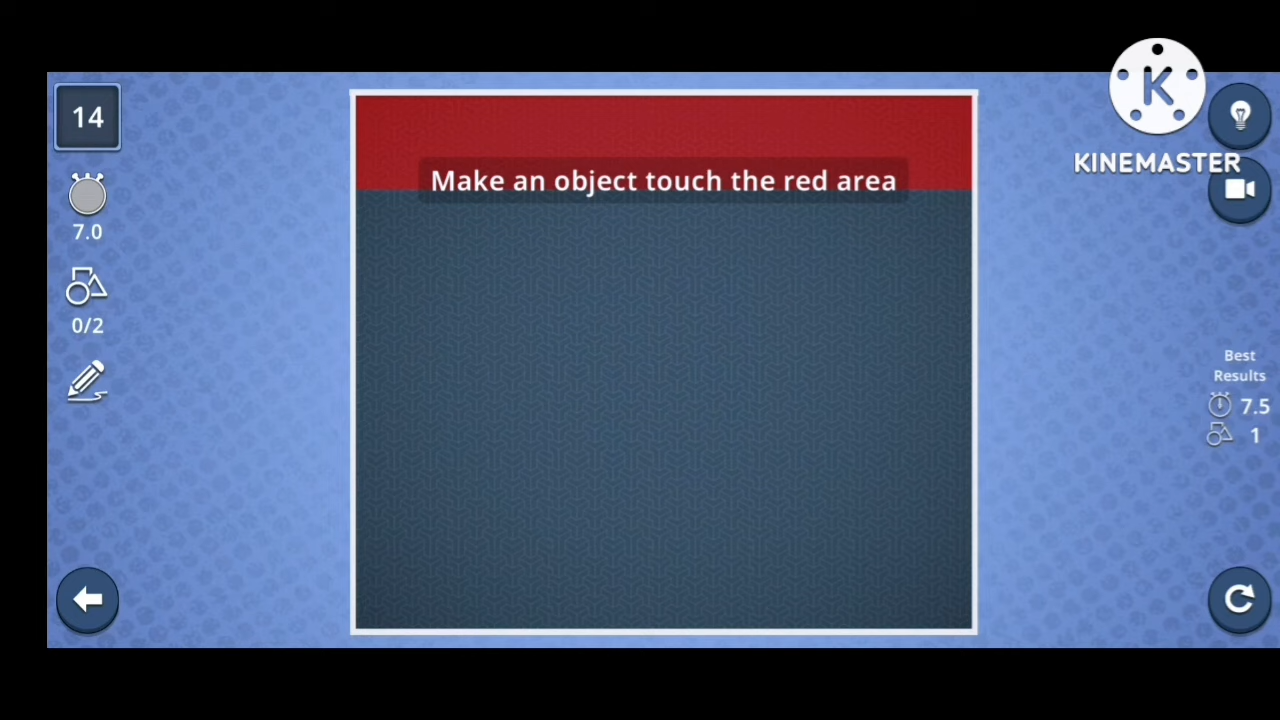 14
7.0
0/2
Make an object touch the red area
K
KINEMASTER
Best
Results
7.5
1